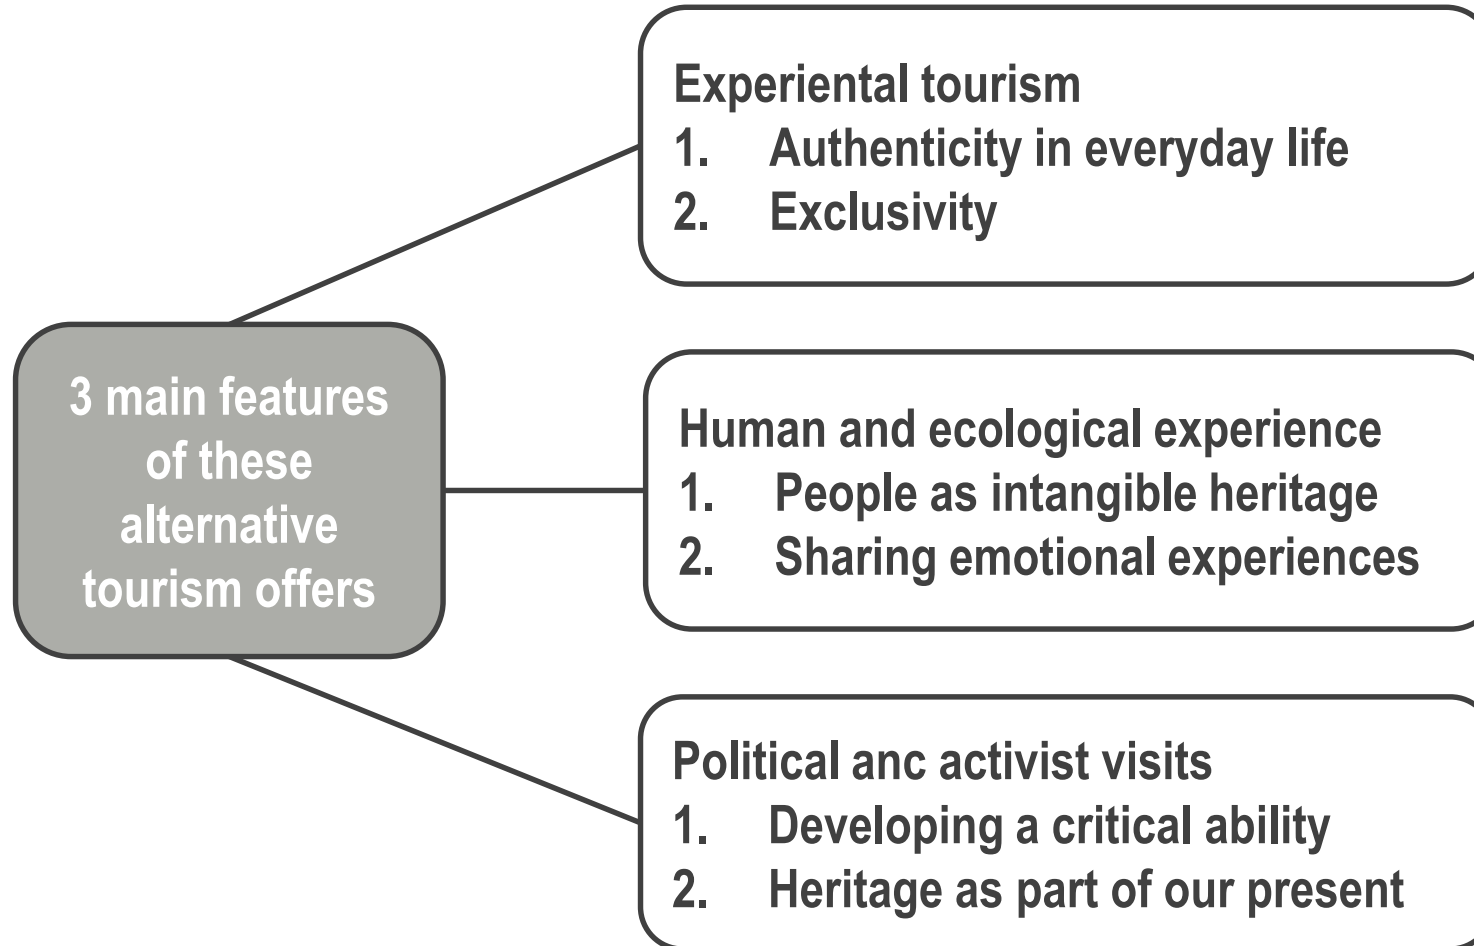 3 main features
of these
alternative
tourism offers
Experiental tourism
1. Authenticity in everyday life
2. Exclusivity
Human and ecological experience
1. People as intangible heritage
2. Sharing emotional experiences
Political anc activist visits
1. Developing a critical ability
2. Heritage as part of our present